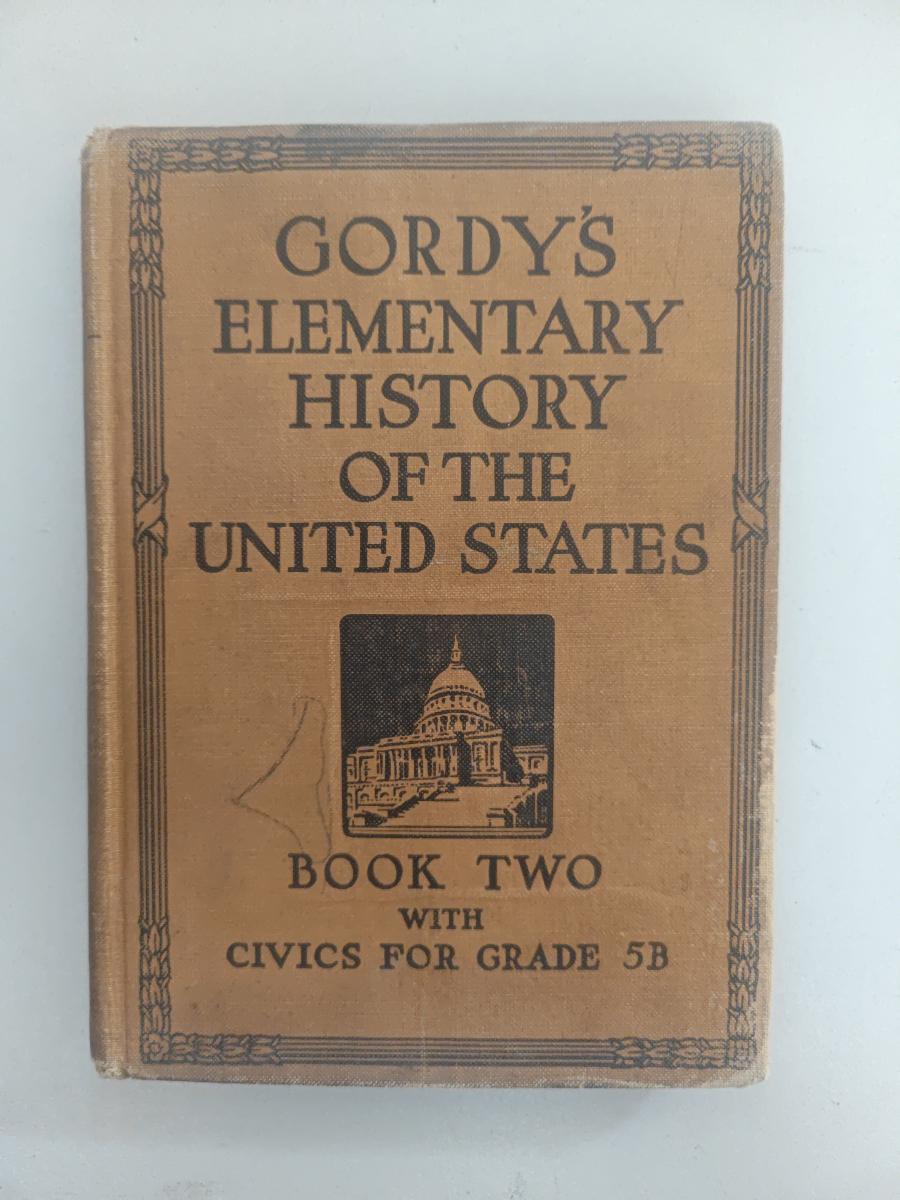 GORDY'S
ELEMENTARY
HISTORY
OF THE
UNITED STATES
BOOK TWO
WITH
CIVICS FOR GRADE 5B